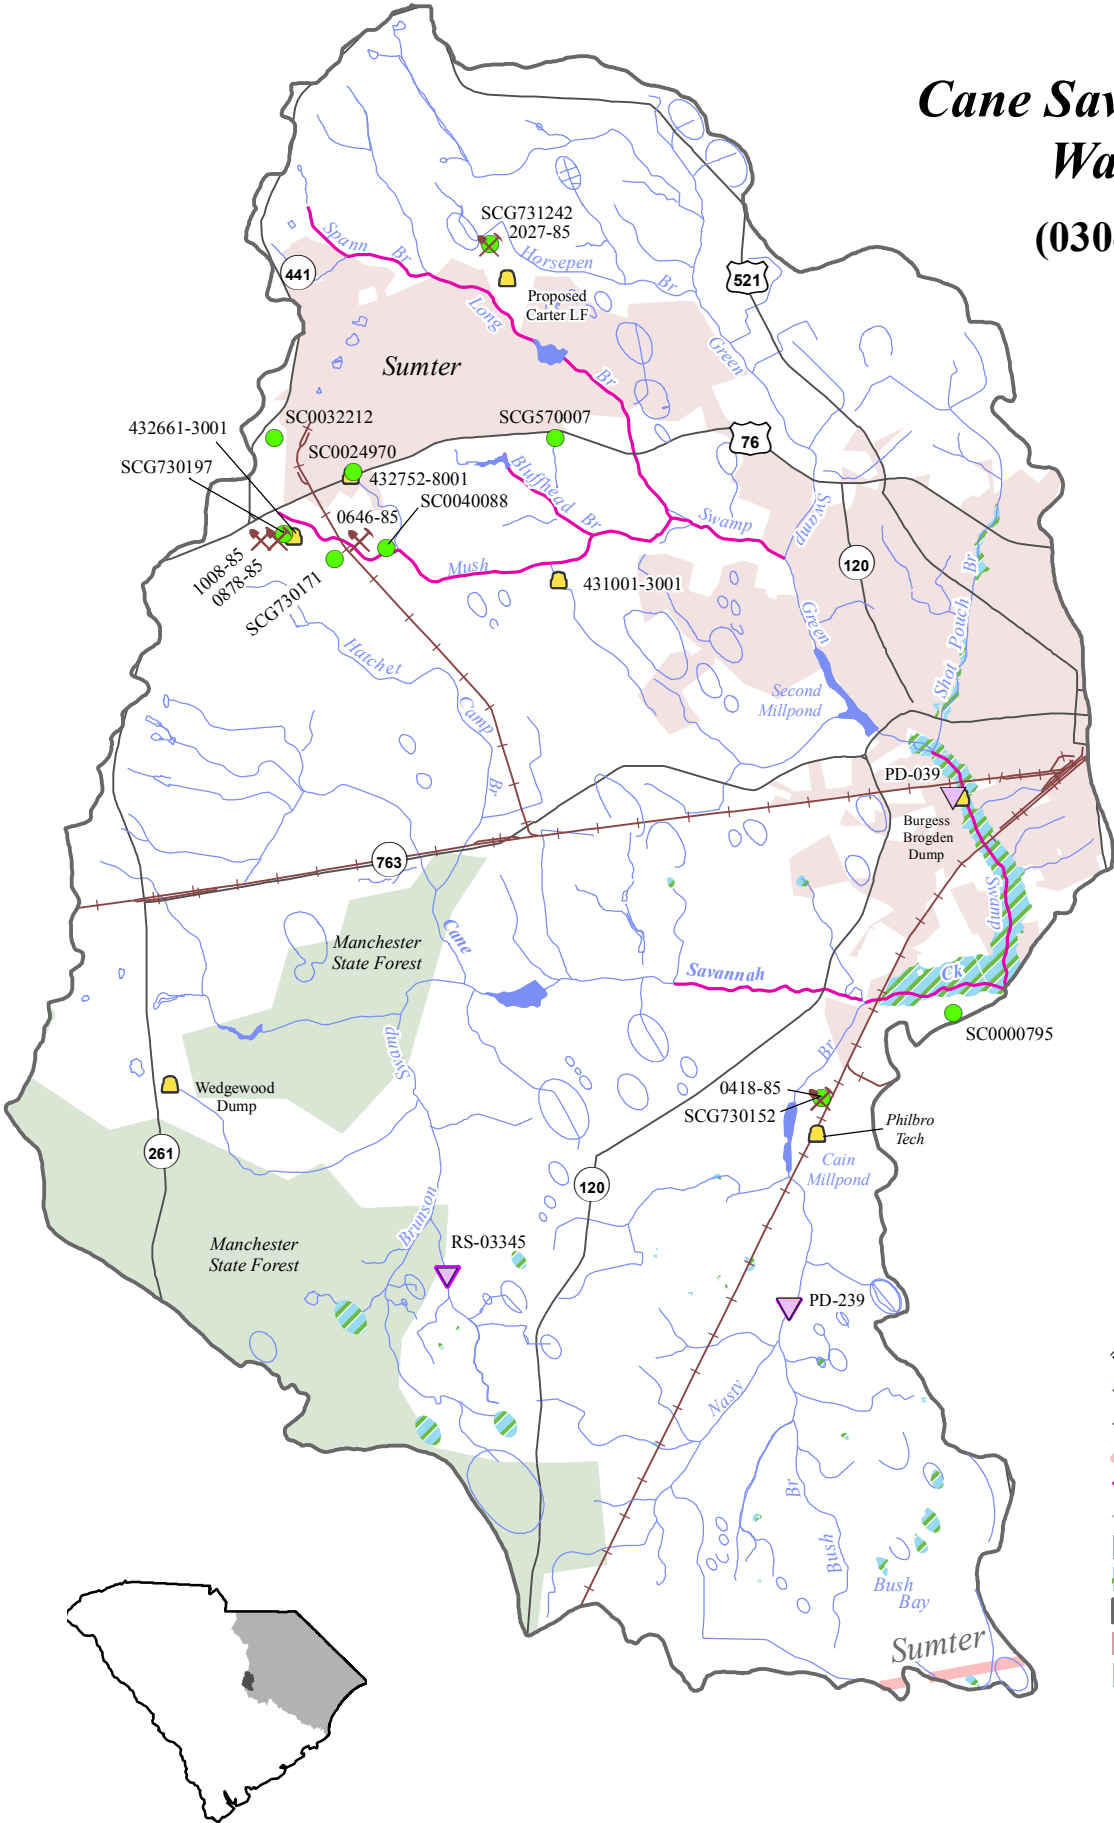 Cane Sav
Wa
(030
SCG731242
2027-85
Spann
Br
Horsepen
Br
441
521
Proposed
Carter LF
Long
Green
Sumter
Br
SC0032212
SCG570007
432661-3001
76
SC0024970
SCG730197
432752-8001
Bluffhead
Br
SC0040088
0646-85
Swamp
Swamp
1008-85
0878-85
SCG730171
Mush
431001-3001
120
Br
Pouch
Shot
Green
Hatchet
Camp
Br
Second
Millpond
PD-039
Burgess
Brogden
Dump
763
Swamp
Manchester
State Forest
Cane
Savannah
Ck
SC0000795
Swamp
Br
Wedgewood
Dump
0418-85
SCG730152
Philbro
Tech
261
Cain
Millpond
120
Brunson
Manchester
State Forest
RS-03345
PD-239
Nasty
Br
Bush
Bush
Bay
Sumter